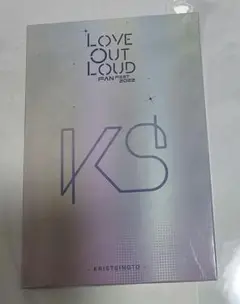 LOVE
OUT
LOUD
FAN FEST
2022
KS
- KRISTSINGTO -